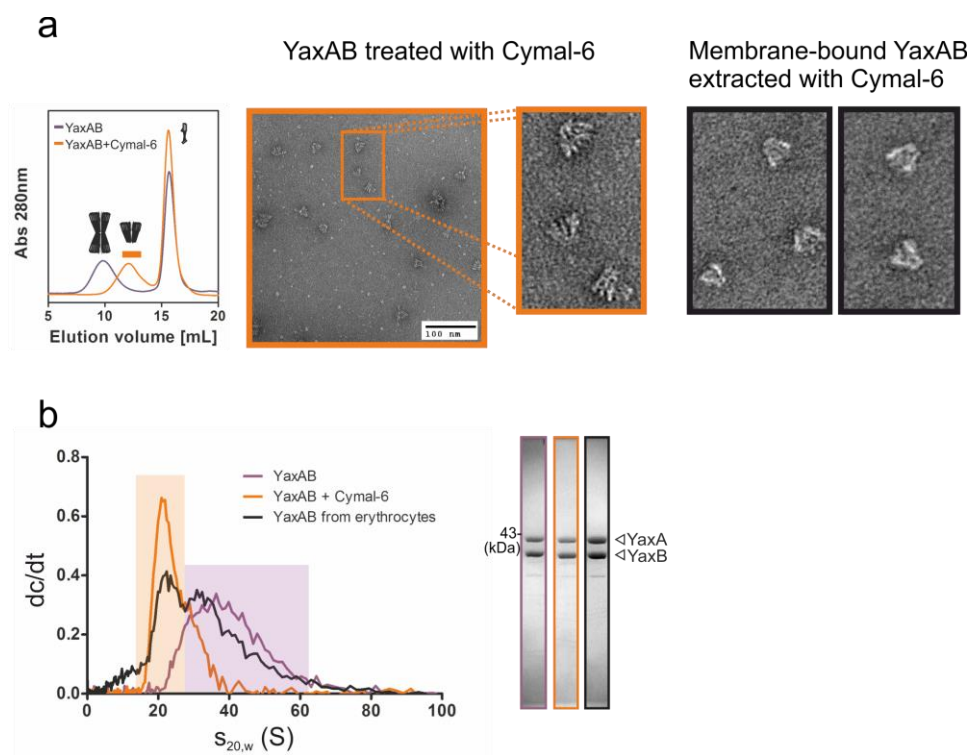 a
YaxAB treated with Cymal-6
Membrane-bound YaxAB
extracted with Cymal-6
YaxAB
YaxAB+Cymal-6
Abs 280nm
5 10 15 20
Elution volume [mL]
100 nm
b
0.8
0.6
0.4
0.2
0.0
dc/dt
YaxAB
YaxAB + Cymal-6
YaxAB from erythrocytes
0 20 40 60 80 100
s20,w (S)
43-
(kDa)
YaxA
YaxB